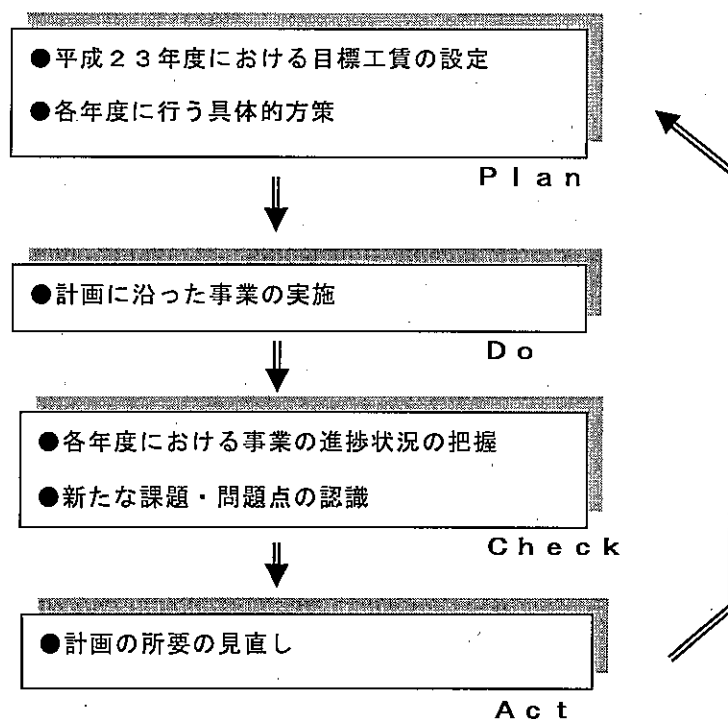 ●平成２３年度における目標工賃の設定
●各年度に行う具体的方策
Ｐｌａｎ
●計画に沿った事業の実施
Ｄｏ
●各年度における事業の進捗状況の把握
●新たな課題・問題点の認識
Ｃｈｅｃｋ
●計画の所要の見直し
Ａｃｔ